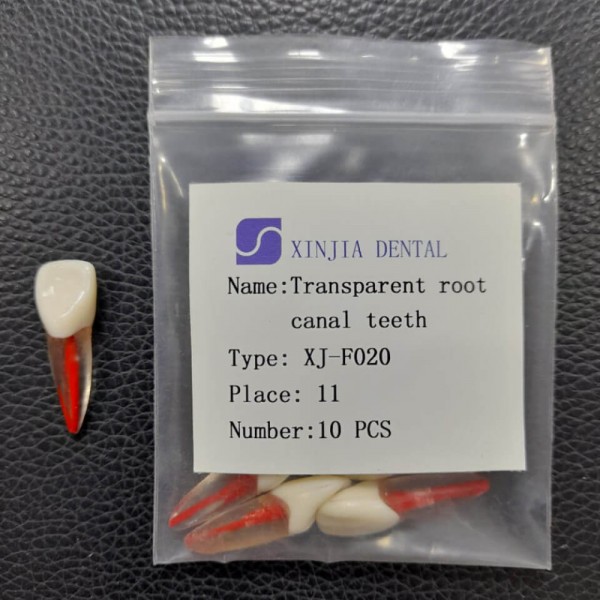 XINJIA DENTAL
Name:Transparent root
canal teeth
Type: XJ-F020
Place: 11
Number:10 PCS